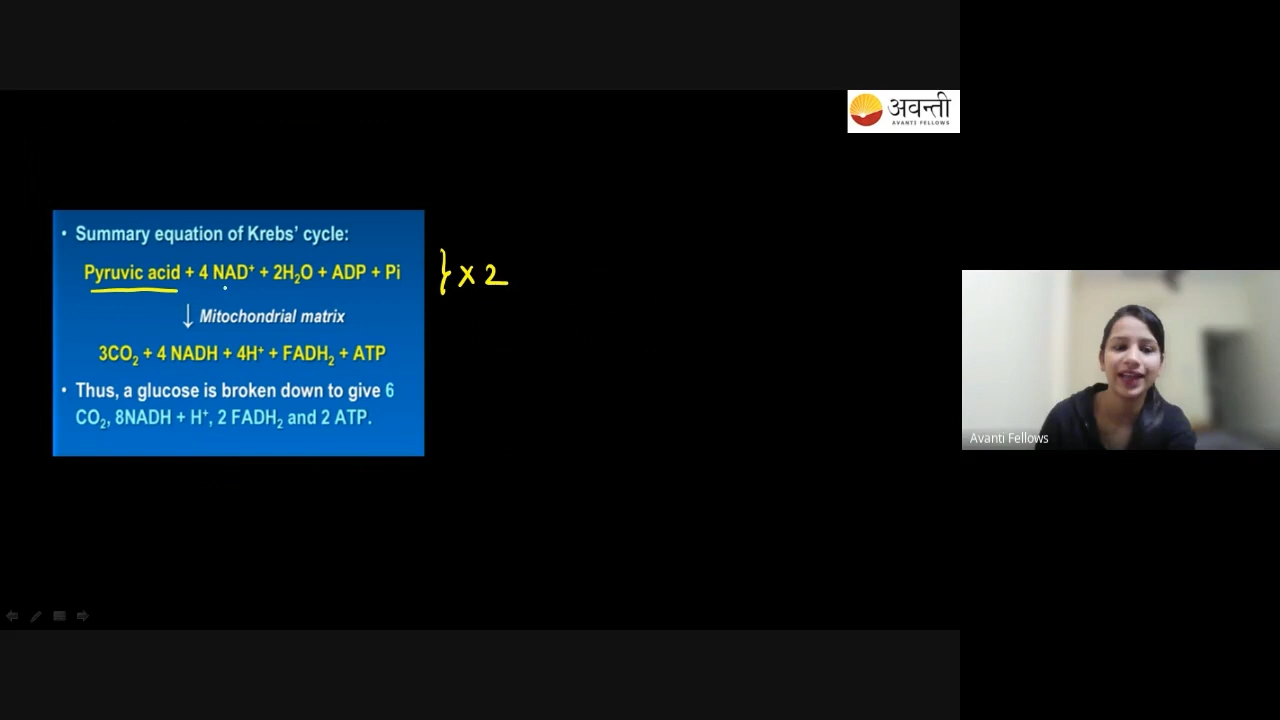 अवन्ती
AVANTI FELLOWS
• Summary equation of Krebs' cycle:
Pyruvic acid + 4 NAD⁺ + 2H₂O + ADP + Pi
} × 2
↓ Mitochondrial matrix
3CO₂ + 4 NADH + 4H⁺ + FADH₂ + ATP
• Thus, a glucose is broken down to give 6
CO₂, 8NADH + H⁺, 2 FADH₂ and 2 ATP.
Avanti Fellows